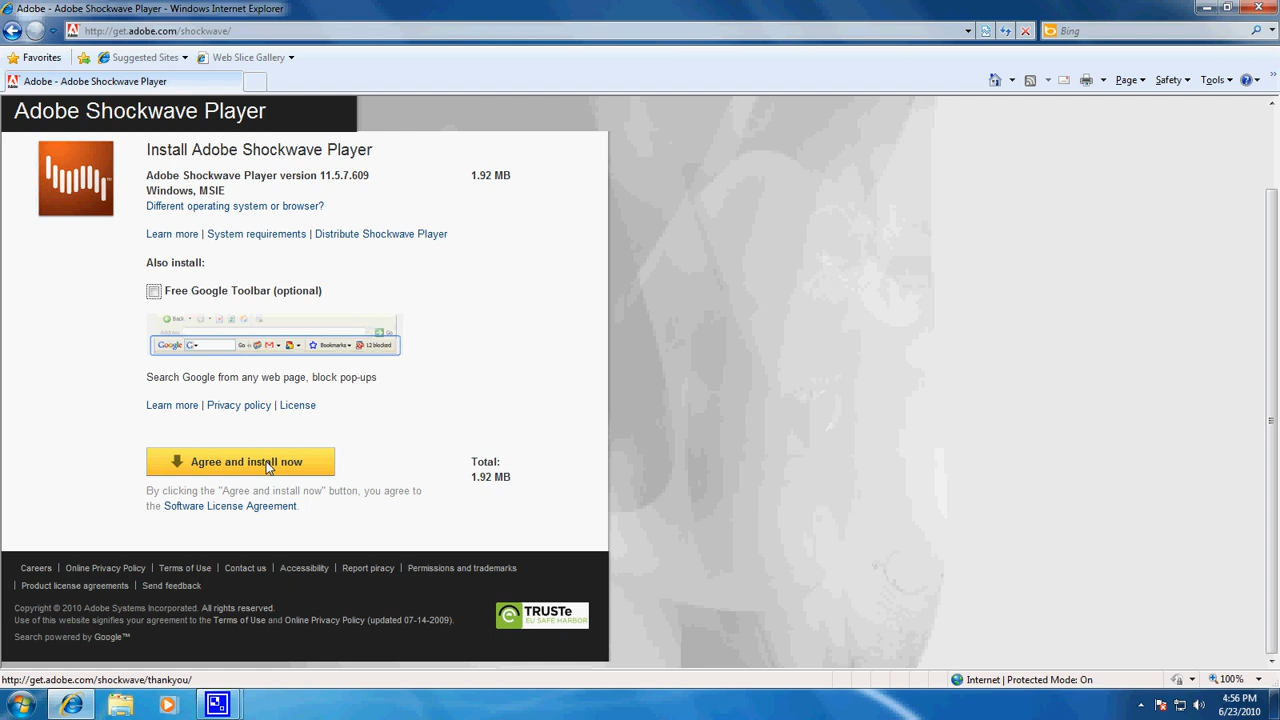 Adobe - Adobe Shockwave Player - Windows Internet Explorer
http://get.adobe.com/shockwave/
Bing
Favorites Suggested Sites Web Slice Gallery
Adobe - Adobe Shockwave Player
Page Safety Tools
Adobe Shockwave Player
Install Adobe Shockwave Player
Adobe Shockwave Player version 11.5.7.609 1.92 MB
Windows, MSIE
Different operating system or browser?
Learn more | System requirements | Distribute Shockwave Player
Also install:
Free Google Toolbar (optional)
Back
Address Go
Google G Go Bookmarks 12 blocked
Search Google from any web page, block pop-ups
Learn more | Privacy policy | License
Agree and install now Total:
1.92 MB
By clicking the "Agree and install now" button, you agree to
the Software License Agreement.
Careers | Online Privacy Policy | Terms of Use | Contact us | Accessibility | Report piracy | Permissions and trademarks
| Product license agreements | Send feedback
Copyright © 2010 Adobe Systems Incorporated. All rights reserved.
Use of this website signifies your agreement to the Terms of Use and Online Privacy Policy (updated 07-14-2009).
Search powered by Google™
TRUSTe
EU SAFE HARBOR
http://get.adobe.com/shockwave/thankyou/
Internet | Protected Mode: On
100%
4:56 PM
6/23/2010